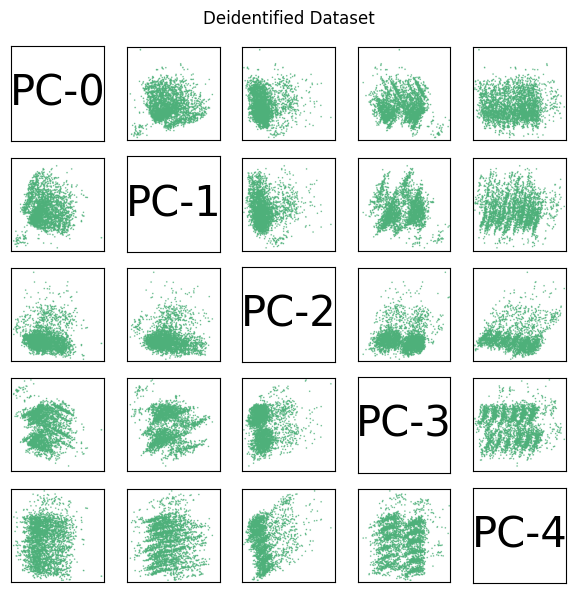 Deidentified Dataset
PC-0
PC-1
PC-2
PC-3
PC-4